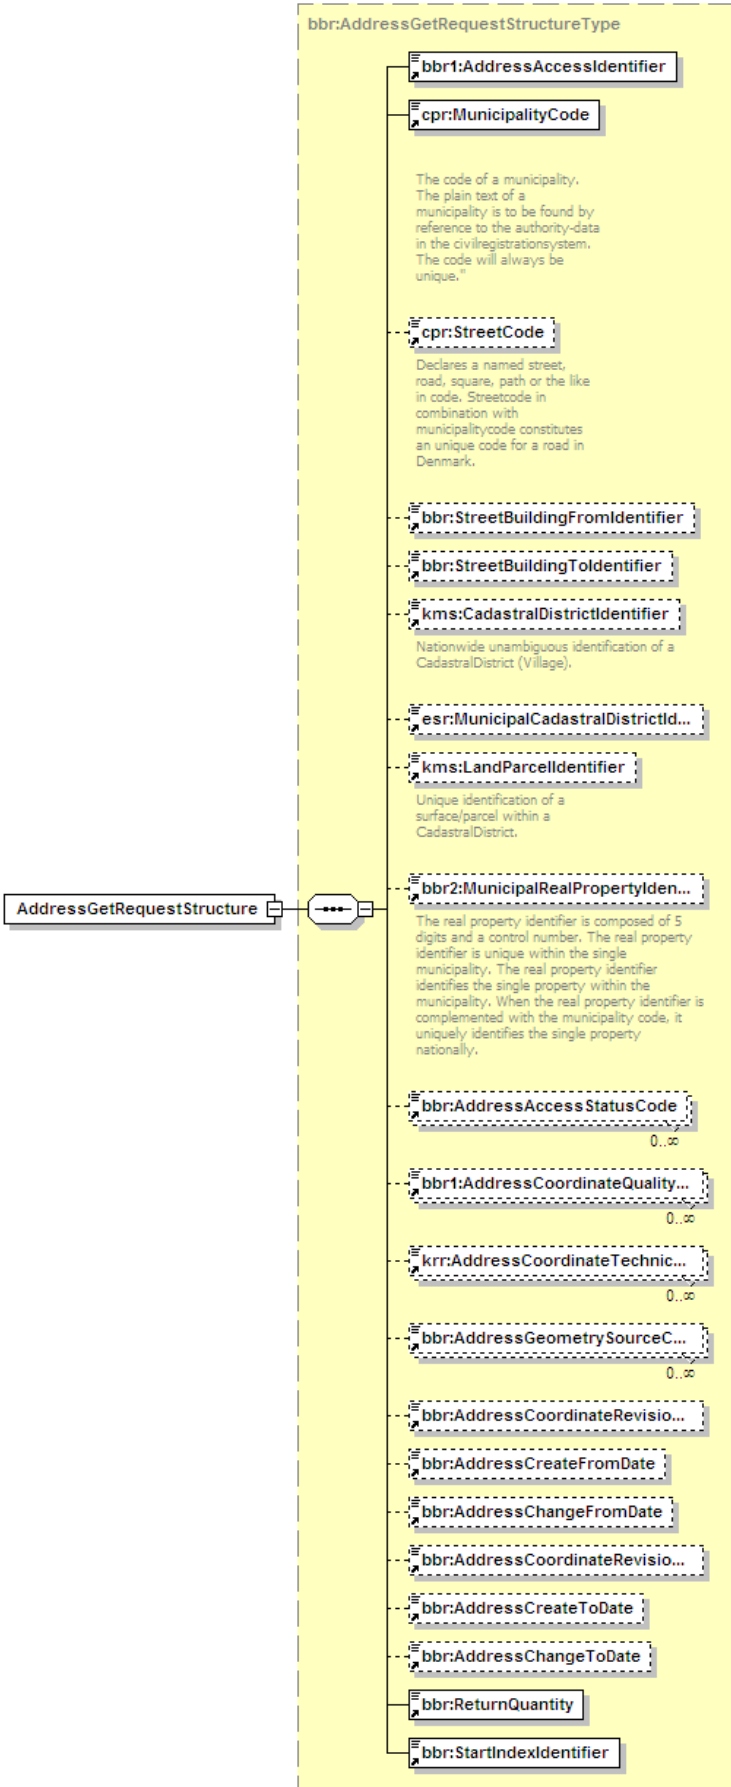 bbr:AddressGetRequestStructureType
bbr1:AddressAccessIdentifier
cpr:MunicipalityCode
The code of a municipality.
The plain text of a
municipality is to be found by
reference to the authority-data
in the civilregistrationsystem.
The code will always be
unique."
cpr:StreetCode
Declares a named street,
road, square, path or the like
in code. Streetcode in
combination with
municipalitycode constitutes
an unique code for a road in
Denmark.
bbr:StreetBuildingFromIdentifier
bbr:StreetBuildingToIdentifier
kms:CadastralDistrictIdentifier
Nationwide unambiguous identification of a
CadastralDistrict (Village).
esr:MunicipalCadastralDistrictId...
kms:LandParcelIdentifier
Unique identification of a
surface/parcel within a
CadastralDistrict.
bbr2:MunicipalRealPropertyIden...
AddressGetRequestStructure
The real property identifier is composed of 5
digits and a control number. The real property
identifier is unique within the single
municipality. The real property identifier
identifies the single property within the
municipality. When the real property identifier is
complemented with the municipality code, it
uniquely identifies the single property
nationally.
bbr:AddressAccessStatusCode
0..∞
bbr1:AddressCoordinateQuality...
0..∞
krr:AddressCoordinateTechnic...
0..∞
bbr:AddressGeometrySourceC...
0..∞
bbr:AddressCoordinateRevisio...
bbr:AddressCreateFromDate
bbr:AddressChangeFromDate
bbr:AddressCoordinateRevisio...
bbr:AddressCreateToDate
bbr:AddressChangeToDate
bbr:ReturnQuantity
bbr:StartIndexIdentifier